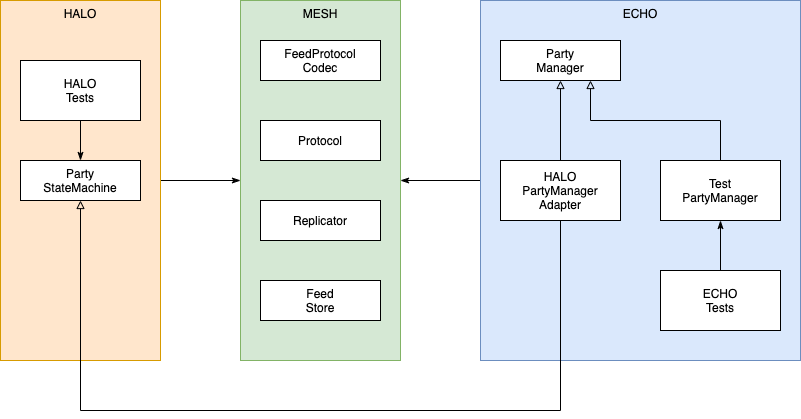 HALO
HALO
Tests
Party
StateMachine
MESH
FeedProtocol
Codec
Protocol
Replicator
Feed
Store
ECHO
Party
Manager
HALO
PartyManager
Adapter
Test
PartyManager
ECHO
Tests